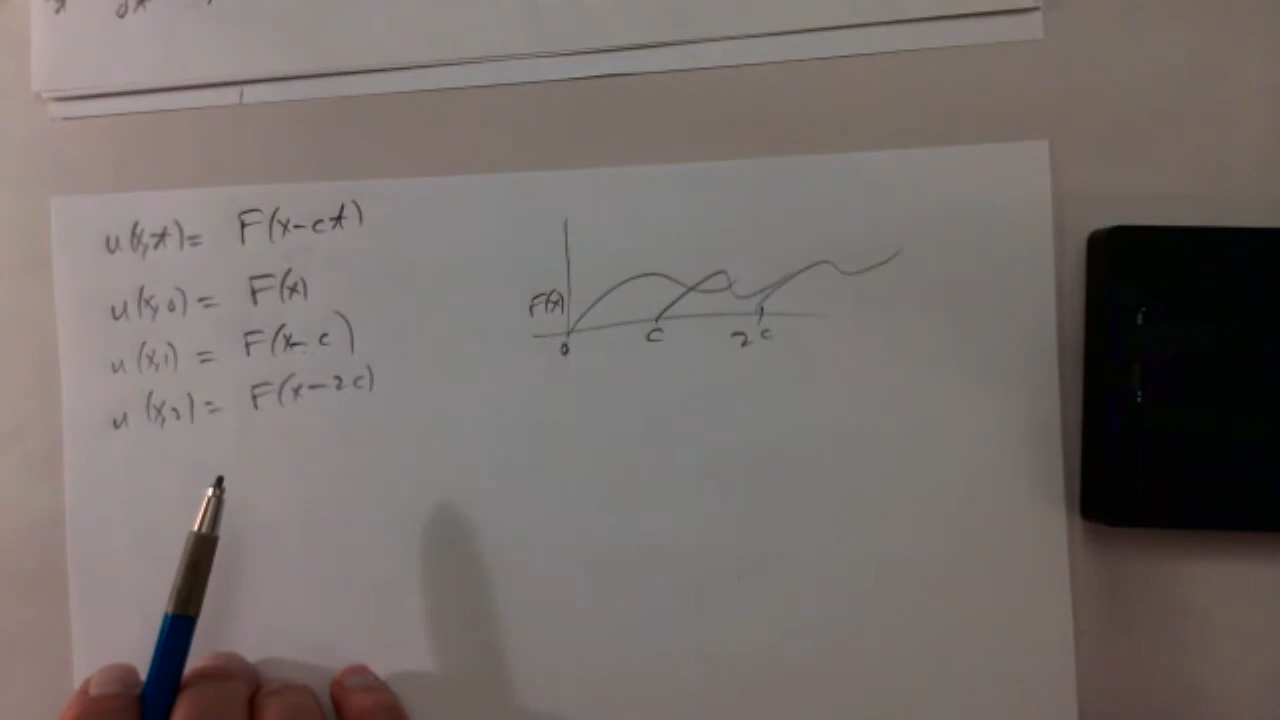 u(x,t) = F(x-ct)
u(x,0) = F(x)
u(x,1) = F(x-c)
u(x,2) = F(x-2c)
F(x)
0 c 2c